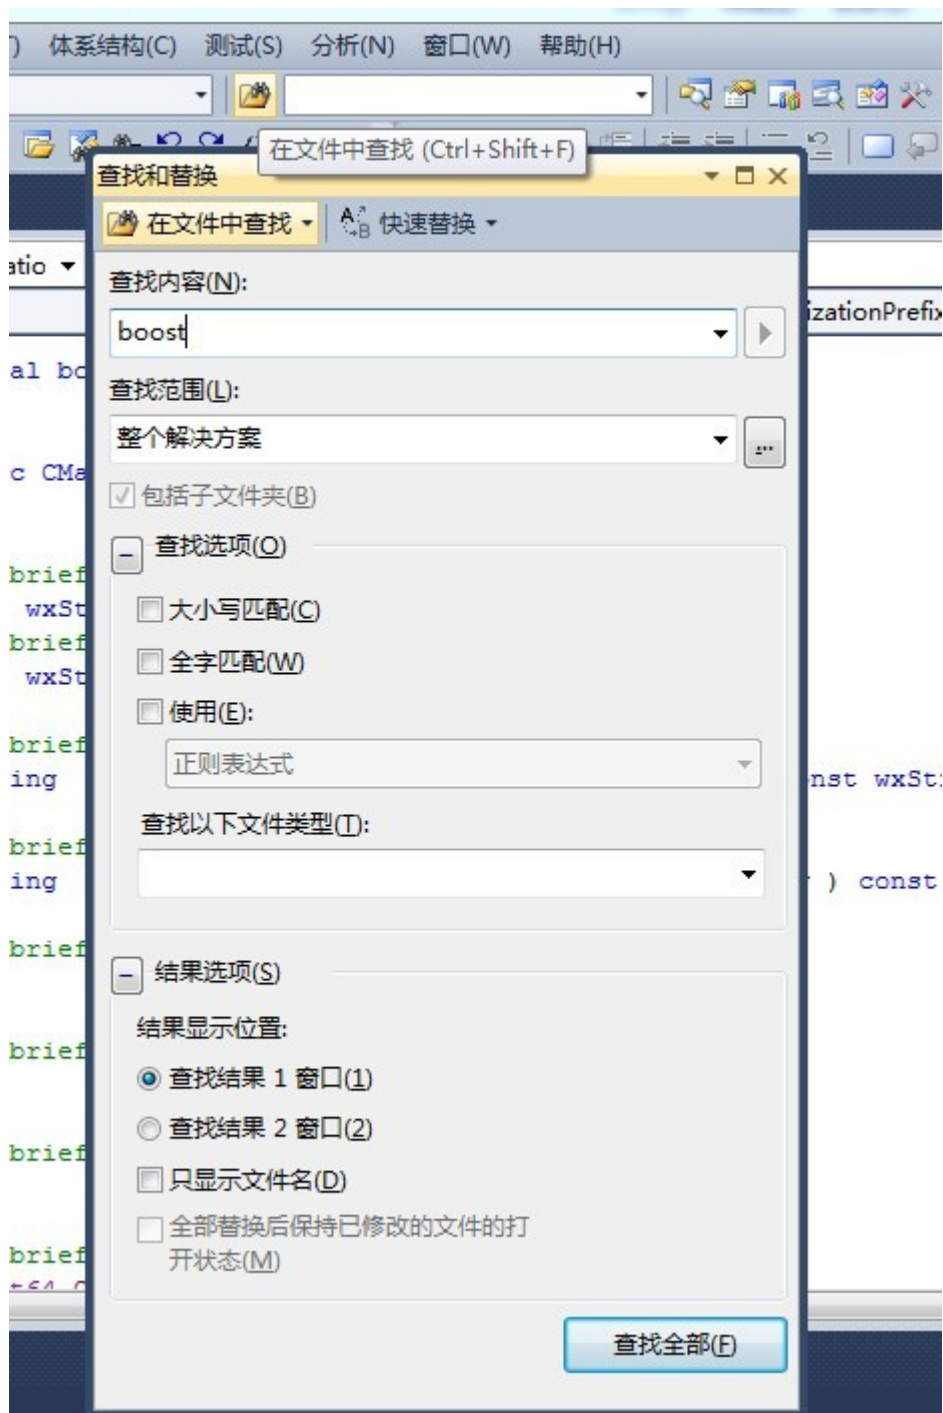 体系结构(C) 测试(S) 分析(N) 窗口(W) 帮助(H)
在文件中查找 (Ctrl+Shift+F)
查找和替换
在文件中查找 快速替换
atio
查找内容(N):
izationPrefix
boost
al bo
查找范围(L):
整个解决方案
c CMa
包括子文件夹(B)
查找选项(O)
brief
大小写匹配(C)
wxSt
brief
全字匹配(W)
wxSt
使用(E):
brief
正则表达式
ing nst wxSt
查找以下文件类型(T):
brief
ing ) const
brief
结果选项(S)
结果显示位置:
brief
查找结果 1 窗口(1)
查找结果 2 窗口(2)
brief
只显示文件名(D)
全部替换后保持已修改的文件的打
开状态(M)
brief
查找全部(F)